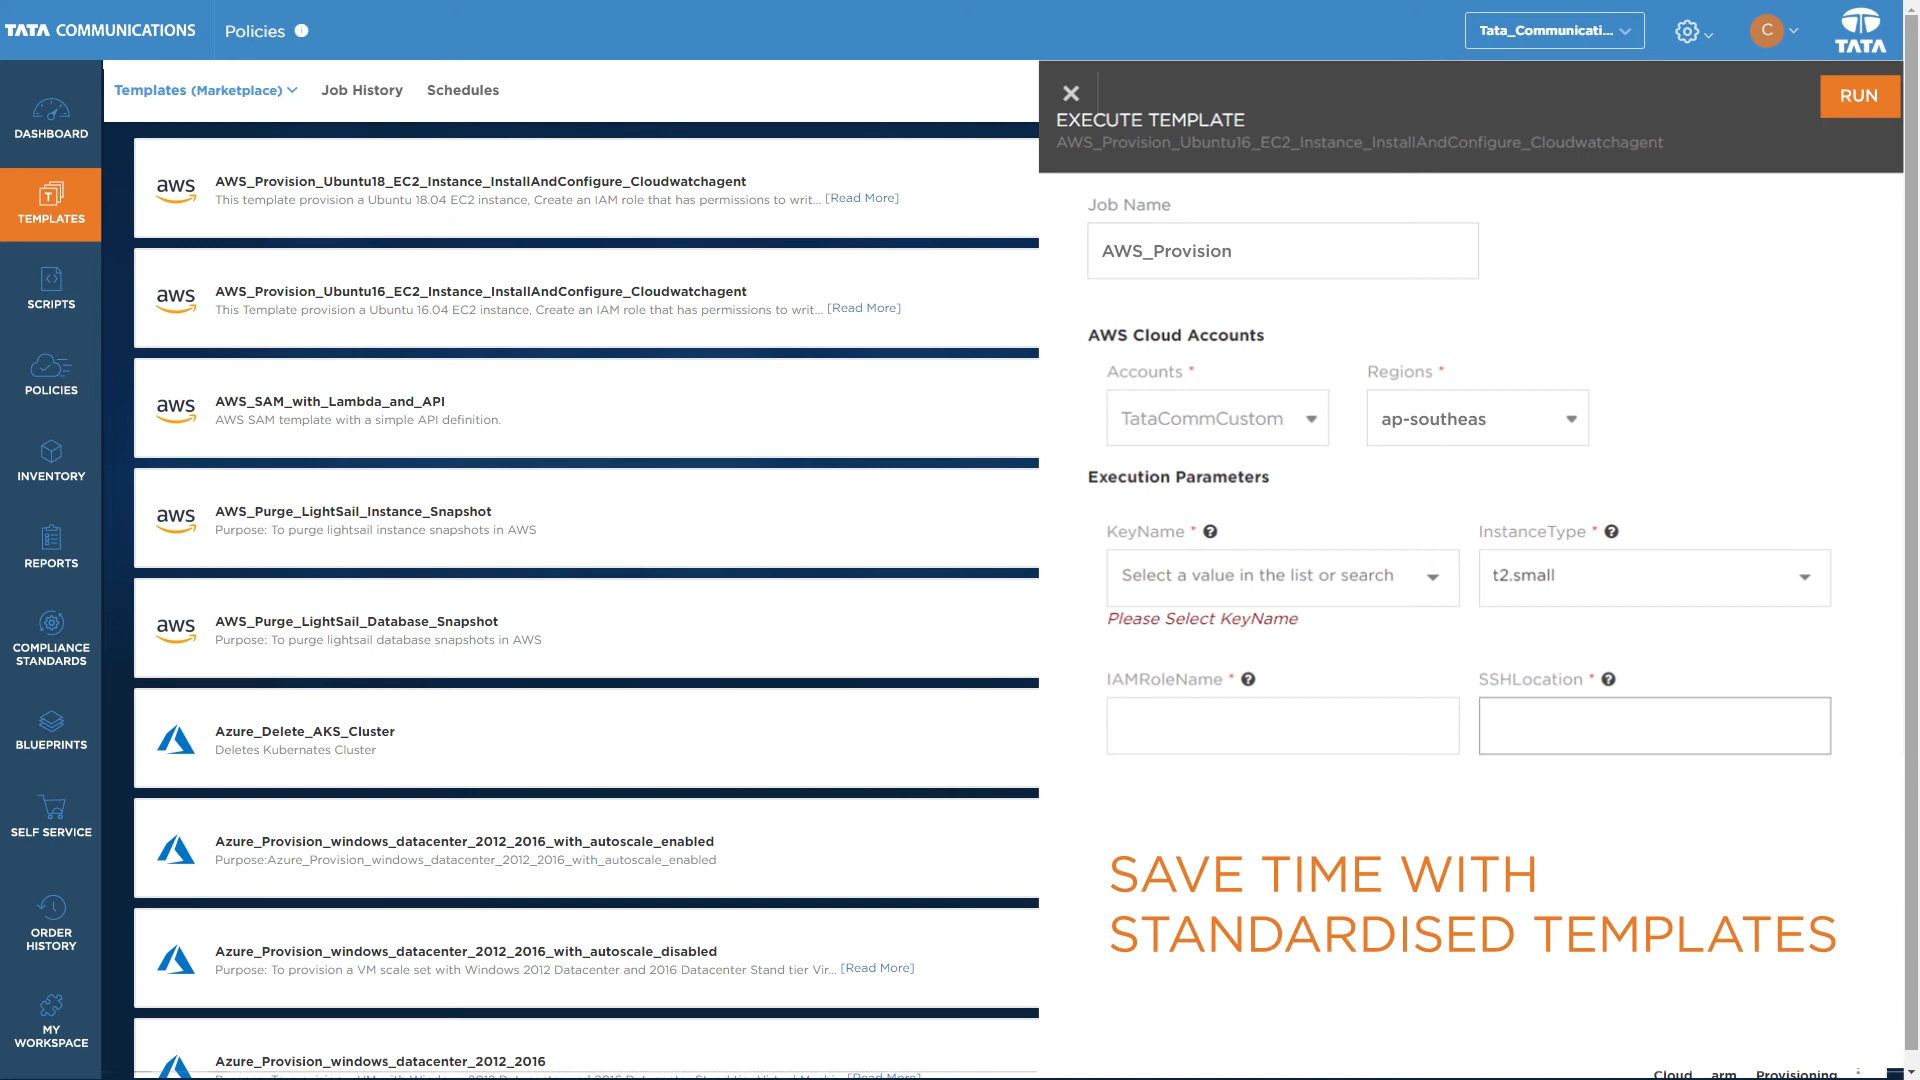 TATA COMMUNICATIONS
Policies
Tata_Communicati...
C
TATA
DASHBOARD
TEMPLATES
SCRIPTS
POLICIES
INVENTORY
REPORTS
COMPLIANCE
STANDARDS
BLUEPRINTS
SELF SERVICE
ORDER
HISTORY
MY
WORKSPACE
Templates (Marketplace) Job History Schedules
aws
AWS_Provision_Ubuntu18_EC2_Instance_InstallAndConfigure_Cloudwatchagent
This template provision a Ubuntu 18.04 EC2 instance, Create an IAM role that has permissions to writ... [Read More]
aws
AWS_Provision_Ubuntu16_EC2_Instance_InstallAndConfigure_Cloudwatchagent
This Template provision a Ubuntu 16.04 EC2 instance, Create an IAM role that has permissions to writ... [Read More]
aws
AWS_SAM_with_Lambda_and_API
AWS SAM template with a simple API definition.
aws
AWS_Purge_LightSail_Instance_Snapshot
Purpose: To purge lightsail instance snapshots in AWS
aws
AWS_Purge_LightSail_Database_Snapshot
Purpose: To purge lightsail database snapshots in AWS
Azure_Delete_AKS_Cluster
Deletes Kubernates Cluster
Azure_Provision_windows_datacenter_2012_2016_with_autoscale_enabled
Purpose:Azure_Provision_windows_datacenter_2012_2016_with_autoscale_enabled
Azure_Provision_windows_datacenter_2012_2016_with_autoscale_disabled
Purpose: To provision a VM scale set with Windows 2012 Datacenter and 2016 Datacenter Stand tier Vir... [Read More]
Azure_Provision_windows_datacenter_2012_2016
EXECUTE TEMPLATE
AWS_Provision_Ubuntu16_EC2_Instance_InstallAndConfigure_Cloudwatchagent
RUN
Job Name
AWS_Provision
AWS Cloud Accounts
Accounts * Regions *
TataCommCustom ap-southeas
Execution Parameters
KeyName * InstanceType *
Select a value in the list or search t2.small
Please Select KeyName
IAMRoleName * SSHLocation *
SAVE TIME WITH
STANDARDISED TEMPLATES
Cloud arm Provisioning